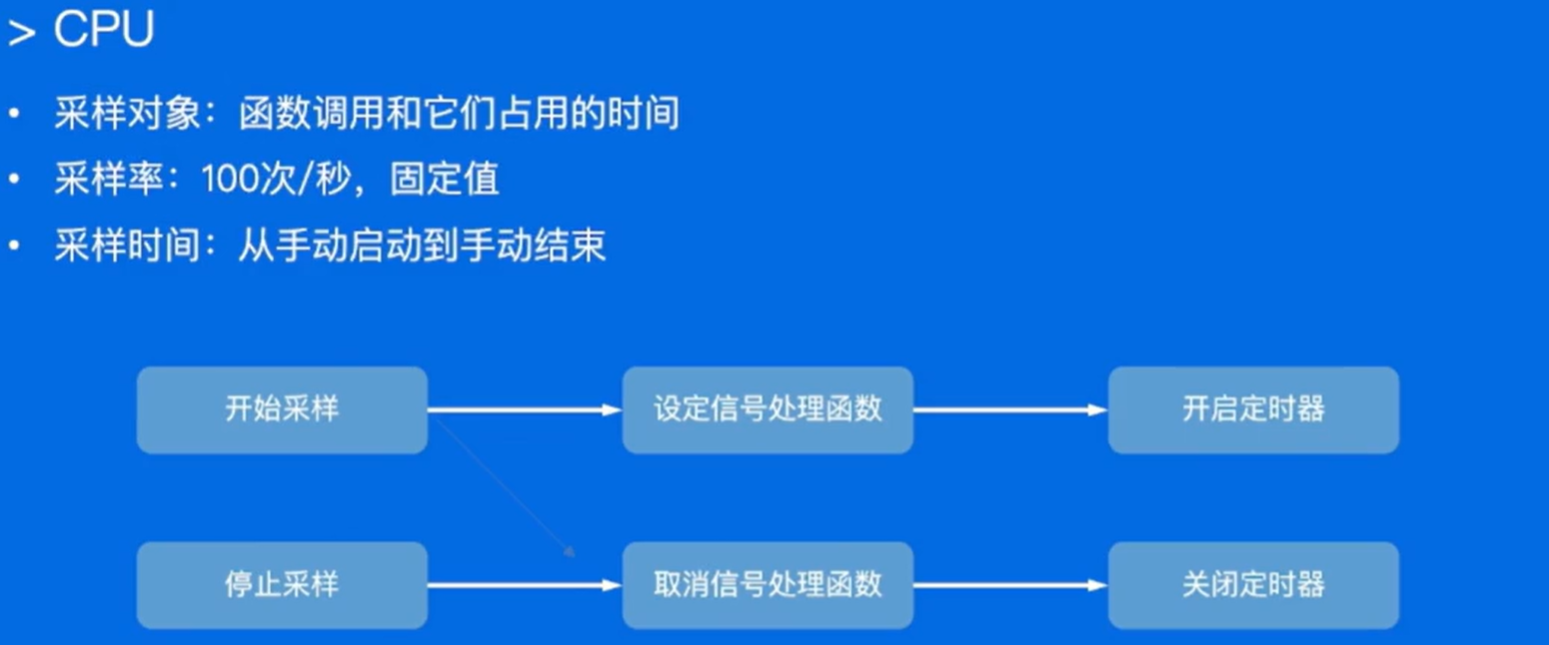 > CPU
• 采样对象：函数调用和它们占用的时间
• 采样率：100次/秒，固定值
• 采样时间：从手动启动到手动结束
开始采样 设定信号处理函数 开启定时器
停止采样 取消信号处理函数 关闭定时器